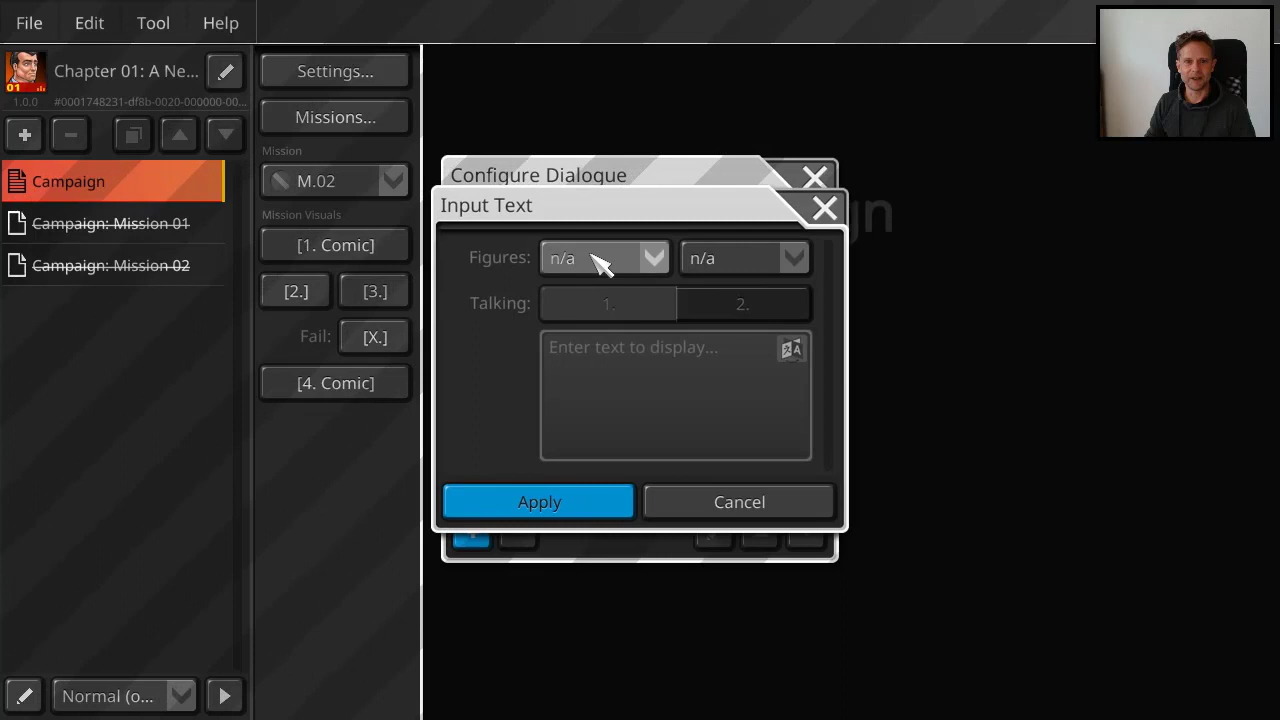 File Edit Tool Help
Chapter 01: A Ne...
01
1.0.0 #0001748231-df8b-0020-000000-00...
Campaign
Campaign: Mission 01
Campaign: Mission 02
Normal (o...
Settings...
Missions...
Mission
M.02
Mission Visuals
[1. Comic]
[2.] [3.]
Fail: [X.]
[4. Comic]
Configure Dialogue
Input Text
Figures: n/a n/a
Talking: 1. 2.
Enter text to display...
Apply Cancel